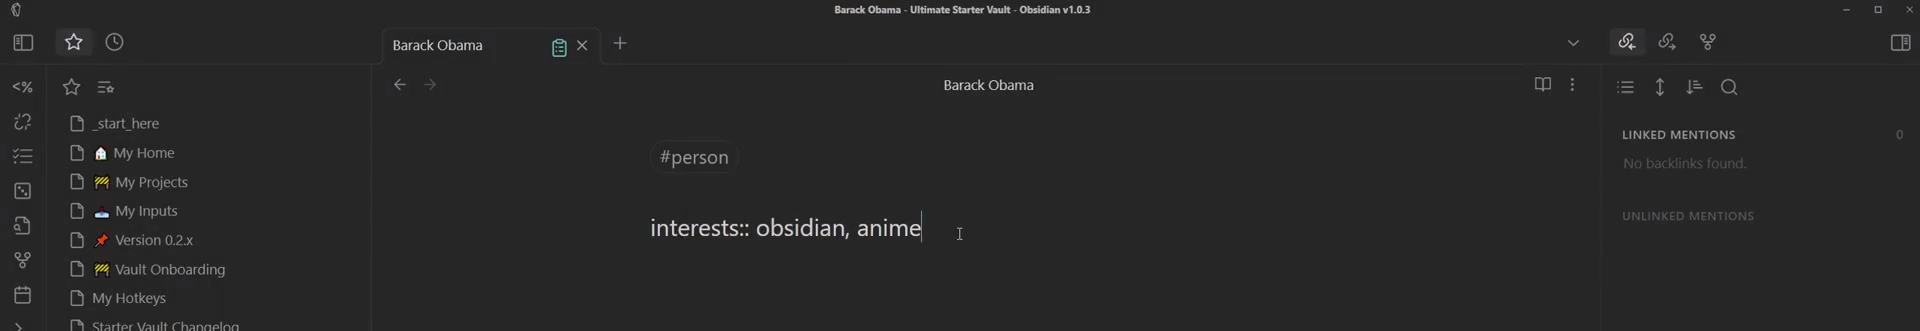 Barack Obama - Ultimate Starter Vault - Obsidian v1.0.3
Barack Obama
Barack Obama
<%
_start_here
My Home
My Projects
My Inputs
Version 0.2.x
Vault Onboarding
My Hotkeys
Starter Vault Changelog
#person
interests:: obsidian, anime
LINKED MENTIONS 0
No backlinks found.
UNLINKED MENTIONS